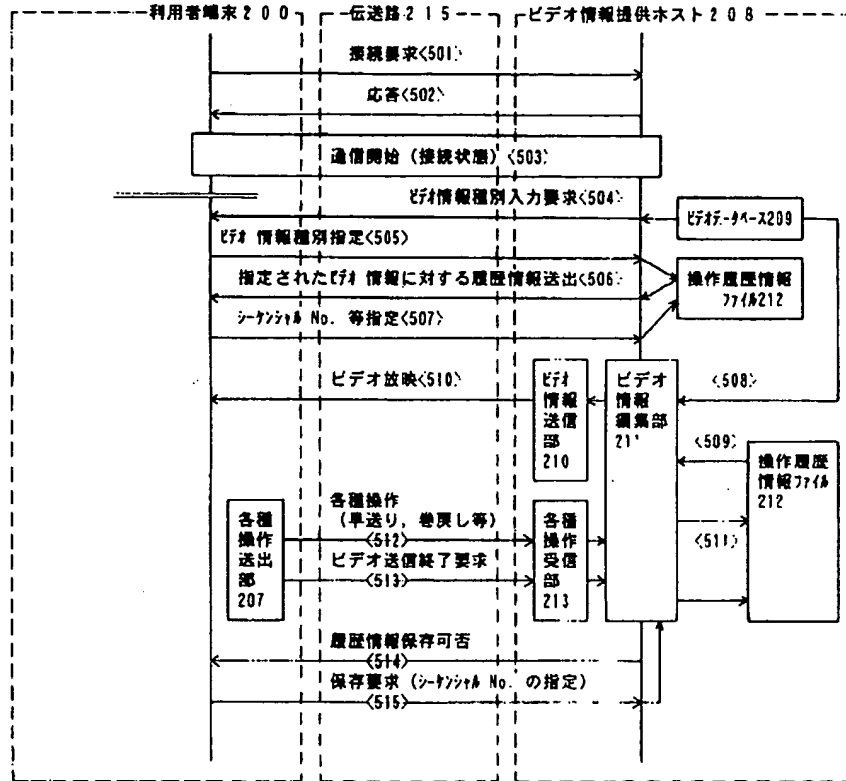 利用者端末200
伝送路215
ビデオ情報提供ホスト208
接続要求<501>
応答<502>
通信開始（接続状態）<503>
ビデオ情報種別入力要求<504>
ビデオデータベース209
ビデオ 情報種別指定<505>
指定されたビデオ 情報に対する履歴情報送出<506>
操作履歴情報
ファイル212
シーケンシャル No. 等指定<507>
ビデオ放映<510>
ビデオ
情報
送信
部
210
ビデオ
情報
編集部
211
<508>
<509>
操作履歴
情報ファイル
212
<511>
各種
操作
送出
部
207
各種操作
（早送り，巻戻し等）
<512>
ビデオ送信終了要求
<513>
各種
操作
受信
部
213
履歴情報保存可否
<514>
保存要求（シーケンシャル No. の指定）
<515>